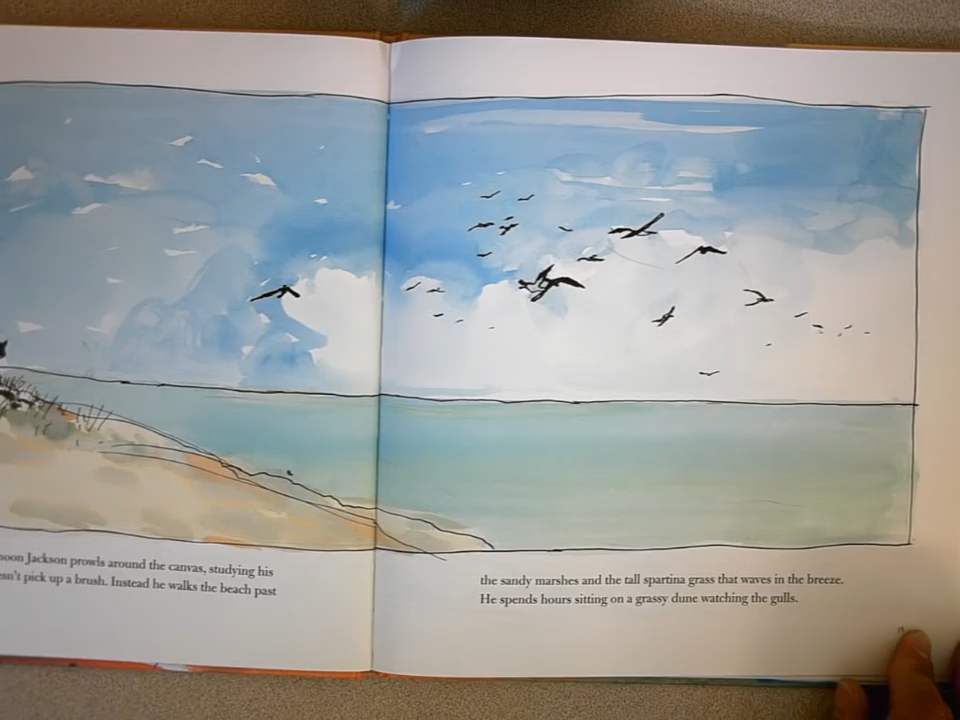 noon Jackson prowls around the canvas, studying his
esn't pick up a brush. Instead he walks the beach past
the sandy marshes and the tall spartina grass that waves in the breeze.
He spends hours sitting on a grassy dune watching the gulls.